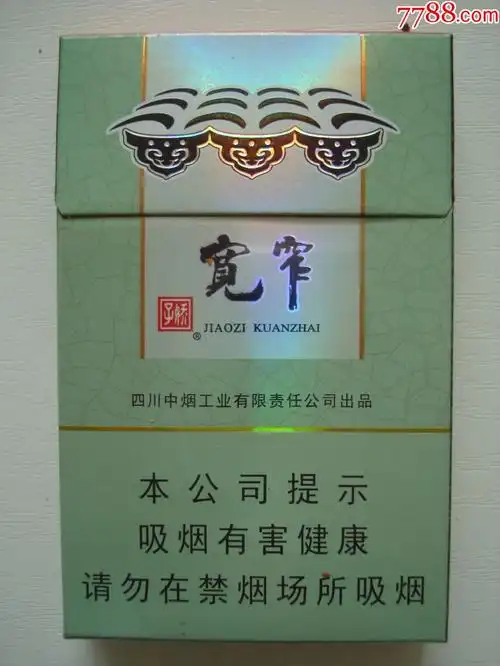 7788.com
宽窄
娇子
® JIAOZI KUANZHAI
四川中烟工业有限责任公司出品
本公司提示
吸烟有害健康
请勿在禁烟场所吸烟